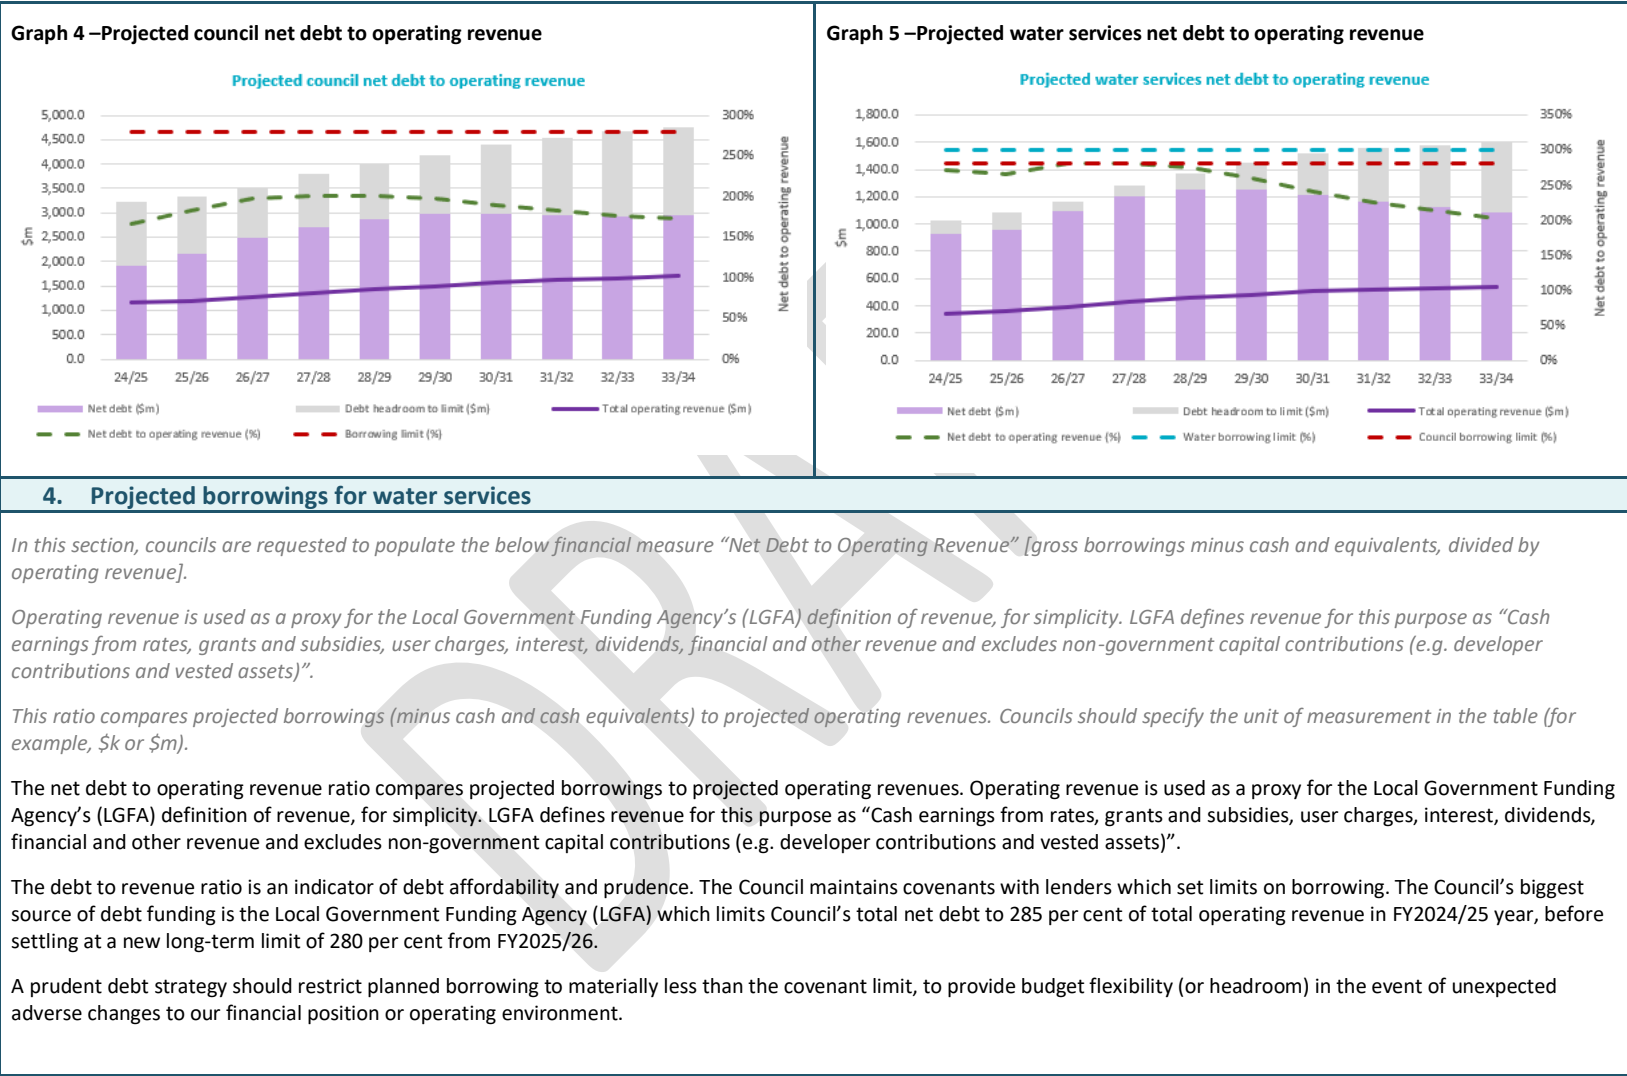 Graph 4 –Projected council net debt to operating revenue
Projected council net debt to operating revenue
5,000.0
4,500.0
4,000.0
3,500.0
3,000.0
2,500.0
2,000.0
1,500.0
1,000.0
500.0
0.0
$m
300%
250%
200%
150%
100%
50%
0%
Net debt to operating revenue
24/25 25/26 26/27 27/28 28/29 29/30 30/31 31/32 32/33 33/34
Net debt ($m) Debt headroom to limit ($m) Total operating revenue ($m)
Net debt to operating revenue (%) Borrowing limit (%)
Graph 5 –Projected water services net debt to operating revenue
Projected water services net debt to operating revenue
1,800.0
1,600.0
1,400.0
1,200.0
1,000.0
800.0
600.0
400.0
200.0
0.0
$m
350%
300%
250%
200%
150%
100%
50%
0%
Net debt to operating revenue
24/25 25/26 26/27 27/28 28/29 29/30 30/31 31/32 32/33 33/34
Net debt ($m) Debt headroom to limit ($m) Total operating revenue ($m)
Net debt to operating revenue (%) Water borrowing limit (%) Council borrowing limit (%)
4. Projected borrowings for water services
In this section, councils are requested to populate the below financial measure “Net Debt to Operating Revenue” [gross borrowings minus cash and equivalents, divided by
operating revenue].
Operating revenue is used as a proxy for the Local Government Funding Agency’s (LGFA) definition of revenue, for simplicity. LGFA defines revenue for this purpose as “Cash
earnings from rates, grants and subsidies, user charges, interest, dividends, financial and other revenue and excludes non-government capital contributions (e.g. developer
contributions and vested assets)”.
This ratio compares projected borrowings (minus cash and cash equivalents) to projected operating revenues. Councils should specify the unit of measurement in the table (for
example, $k or $m).
The net debt to operating revenue ratio compares projected borrowings to projected operating revenues. Operating revenue is used as a proxy for the Local Government Funding
Agency’s (LGFA) definition of revenue, for simplicity. LGFA defines revenue for this purpose as “Cash earnings from rates, grants and subsidies, user charges, interest, dividends,
financial and other revenue and excludes non-government capital contributions (e.g. developer contributions and vested assets)”.
The debt to revenue ratio is an indicator of debt affordability and prudence. The Council maintains covenants with lenders which set limits on borrowing. The Council’s biggest
source of debt funding is the Local Government Funding Agency (LGFA) which limits Council’s total net debt to 285 per cent of total operating revenue in FY2024/25 year, before
settling at a new long-term limit of 280 per cent from FY2025/26.
A prudent debt strategy should restrict planned borrowing to materially less than the covenant limit, to provide budget flexibility (or headroom) in the event of unexpected
adverse changes to our financial position or operating environment.
DRA